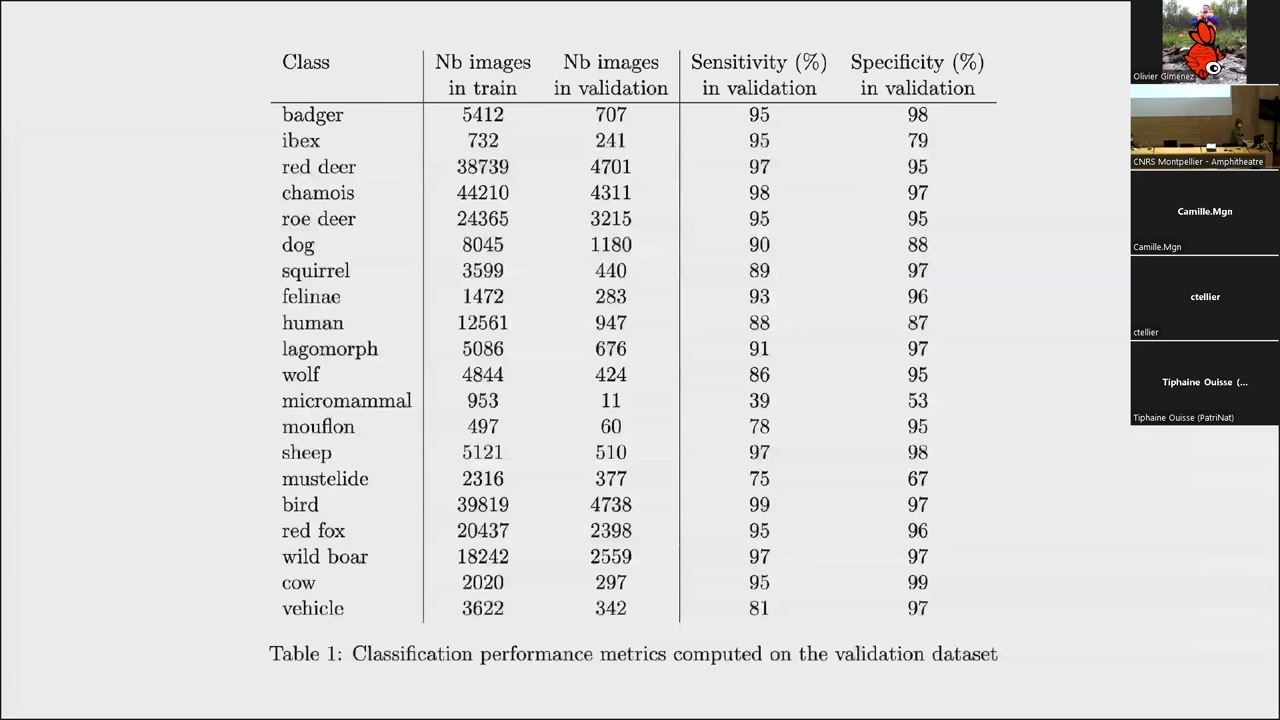 Class Nb images Nb images Sensitivity (%) Specificity (%)
in train in validation in validation in validation
badger 5412 707 95 98
ibex 732 241 95 79
red deer 38739 4701 97 95
chamois 44210 4311 98 97
roe deer 24365 3215 95 95
dog 8045 1180 90 88
squirrel 3599 440 89 97
felinae 1472 283 93 96
human 12561 947 88 87
lagomorph 5086 676 91 97
wolf 4844 424 86 95
micromammal 953 11 39 53
mouflon 497 60 78 95
sheep 5121 510 97 98
mustelide 2316 377 75 67
bird 39819 4738 99 97
red fox 20437 2398 95 96
wild boar 18242 2559 97 97
cow 2020 297 95 99
vehicle 3622 342 81 97
Table 1: Classification performance metrics computed on the validation dataset
Olivier Gimenez
CNRS Montpellier - Amphitheatre
Camille.Mgn
Camille.Mgn
ctellier
ctellier
Tiphaine Ouisse (...
Tiphaine Ouisse (PatriNat)